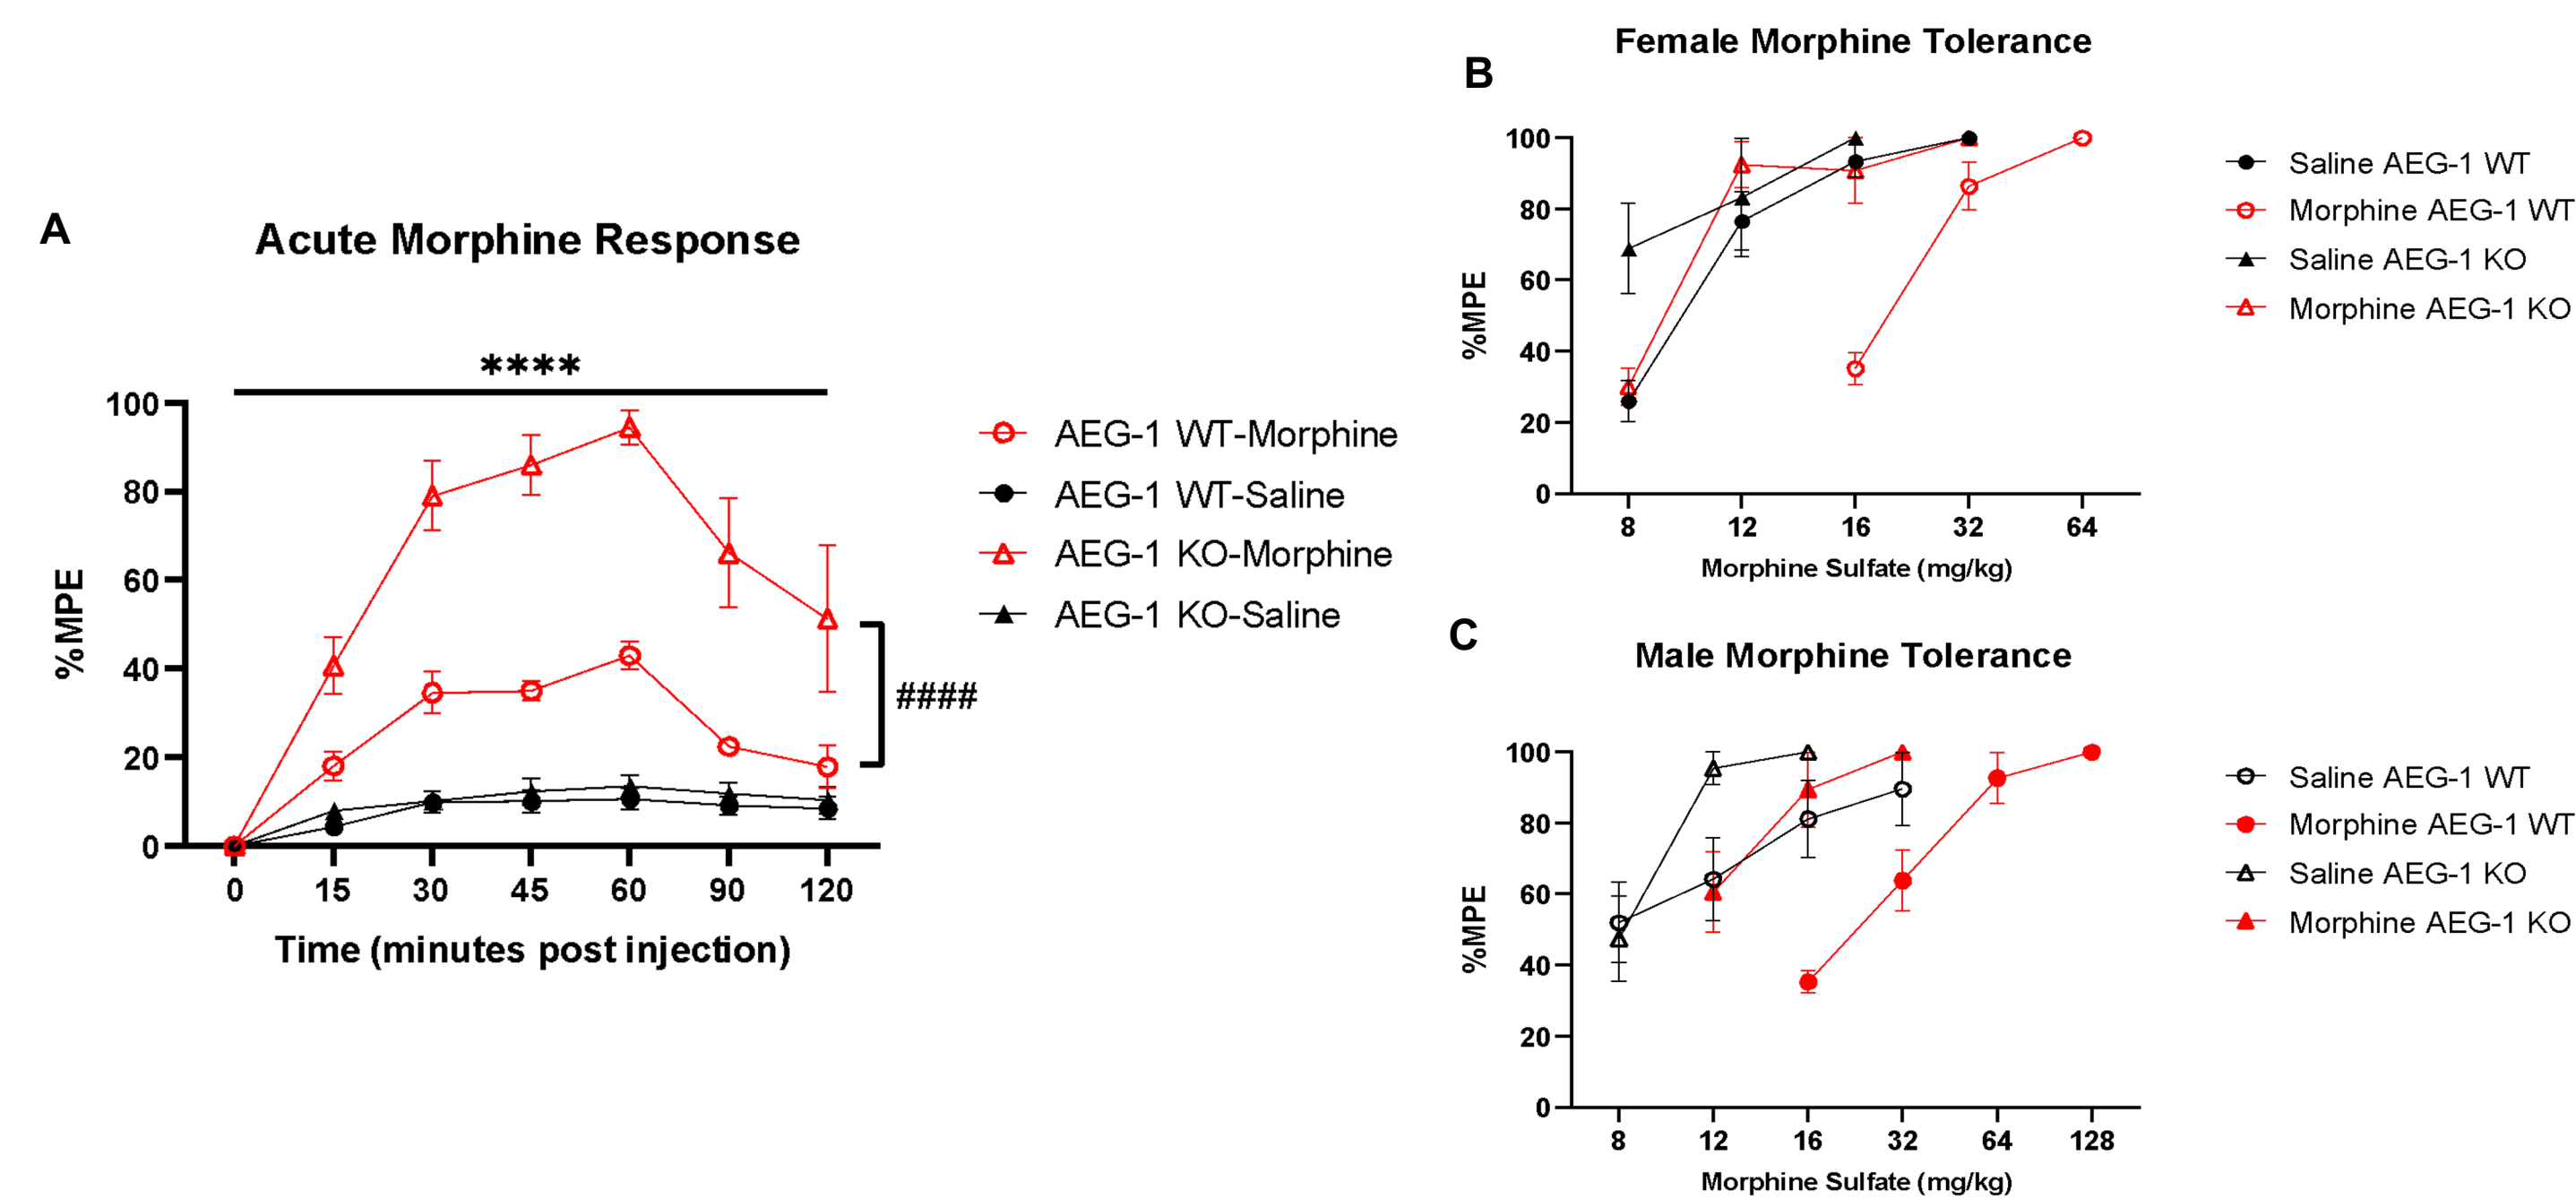 A
Acute Morphine Response
****
100
80
60
40
20
0
%MPE
0 15 30 45 60 90 120
Time (minutes post injection)
####
AEG-1 WT-Morphine
AEG-1 WT-Saline
AEG-1 KO-Morphine
AEG-1 KO-Saline
B
Female Morphine Tolerance
100
80
60
40
20
0
%MPE
8 12 16 32 64
Morphine Sulfate (mg/kg)
Saline AEG-1 WT
Morphine AEG-1 WT
Saline AEG-1 KO
Morphine AEG-1 KO
C
Male Morphine Tolerance
100
80
60
40
20
0
%MPE
8 12 16 32 64 128
Morphine Sulfate (mg/kg)
Saline AEG-1 WT
Morphine AEG-1 WT
Saline AEG-1 KO
Morphine AEG-1 KO